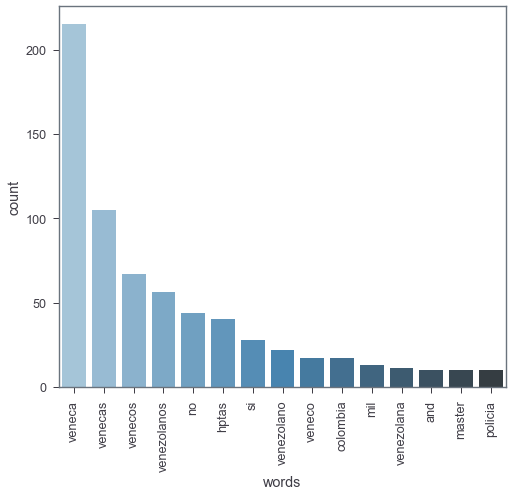 200
150
100
50
0
count
veneca
venecas
venecos
venezolanos
no
hptas
si
venezolano
veneco
colombia
mil
venezolana
and
master
policia
words